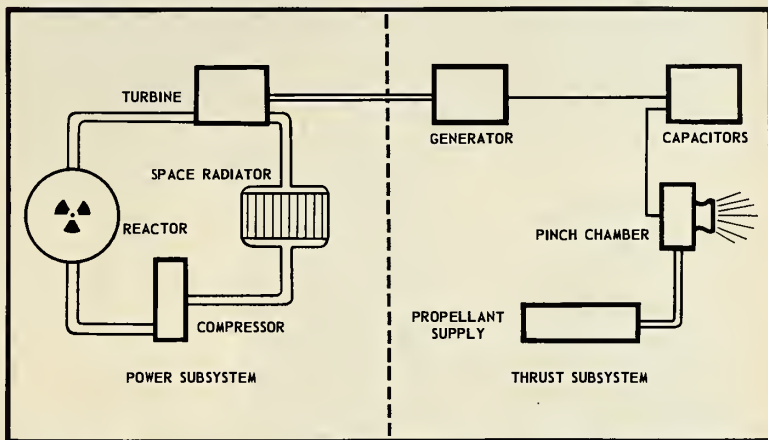 TURBINE
GENERATOR
CAPACITORS
SPACE RADIATOR
REACTOR
PINCH CHAMBER
COMPRESSOR
PROPELLANT
SUPPLY
POWER SUBSYSTEM
THRUST SUBSYSTEM